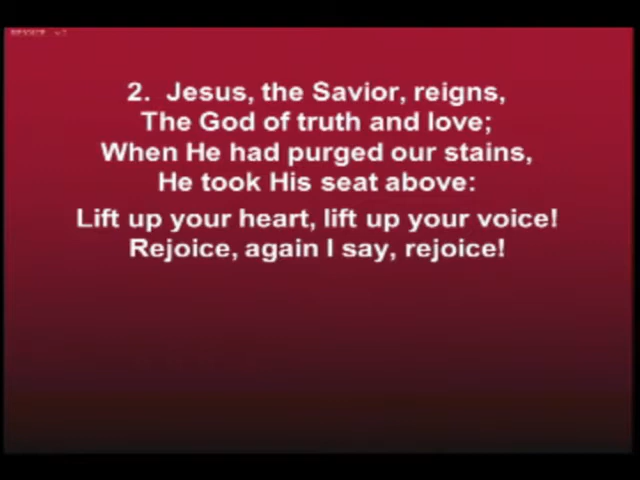 2. Jesus, the Savior, reigns,
The God of truth and love;
When He had purged our stains,
He took His seat above:
Lift up your heart, lift up your voice!
Rejoice, again I say, rejoice!